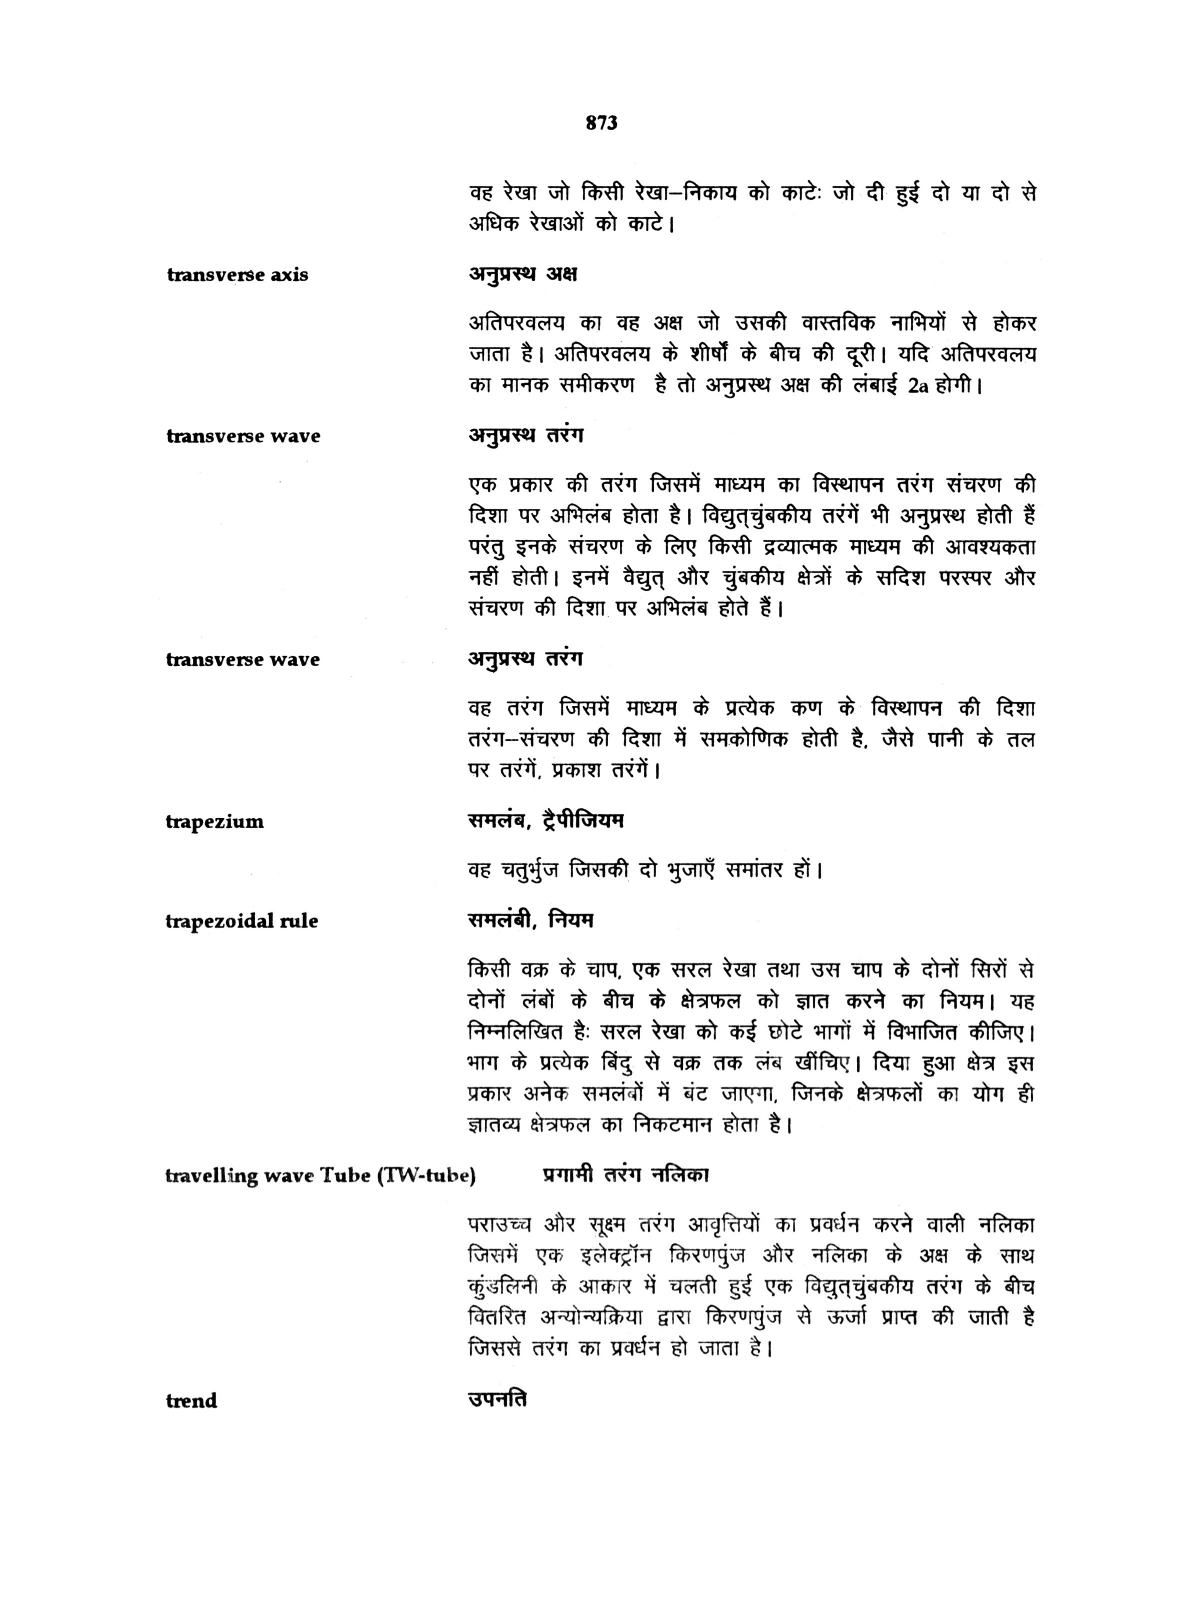 873
वह रेखा जो किसी रेखा–निकाय को काटेः जो दी हुई दो या दो से
अधिक रेखाओं को काटे।
transverse axis अनुप्रस्थ अक्ष
अतिपरवलय का वह अक्ष जो उसकी वास्तविक नाभियों से होकर
जाता है। अतिपरवलय के शीर्षों के बीच की दूरी। यदि अतिपरवलय
का मानक समीकरण है तो अनुप्रस्थ अक्ष की लंबाई 2a होगी।
transverse wave अनुप्रस्थ तरंग
एक प्रकार की तरंग जिसमें माध्यम का विस्थापन तरंग संचरण की
दिशा पर अभिलंब होता है। विद्युत्चुंबकीय तरंगें भी अनुप्रस्थ होती हैं
परंतु इनके संचरण के लिए किसी द्रव्यात्मक माध्यम की आवश्यकता
नहीं होती। इनमें वैद्युत् और चुंबकीय क्षेत्रों के सदिश परस्पर और
संचरण की दिशा पर अभिलंब होते हैं।
transverse wave अनुप्रस्थ तरंग
वह तरंग जिसमें माध्यम के प्रत्येक कण के विस्थापन की दिशा
तरंग–संचरण की दिशा में समकोणिक होती है, जैसे पानी के तल
पर तरंगें, प्रकाश तरंगें।
trapezium समलंब, ट्रैपीजियम
वह चतुर्भुज जिसकी दो भुजाएँ समांतर हों।
trapezoidal rule समलंबी, नियम
किसी वक्र के चाप, एक सरल रेखा तथा उस चाप के दोनों सिरों से
दोनों लंबों के बीच के क्षेत्रफल को ज्ञात करने का नियम। यह
निम्नलिखित हैः सरल रेखा को कई छोटे भागों में विभाजित कीजिए।
भाग के प्रत्येक बिंदु से वक्र तक लंब खींचिए। दिया हुआ क्षेत्र इस
प्रकार अनेक समलंबों में बंट जाएगा, जिनके क्षेत्रफलों का योग ही
ज्ञातव्य क्षेत्रफल का निकटमान होता है।
travelling wave Tube (TW-tube) प्रगामी तरंग नलिका
पराउच्च और सूक्ष्म तरंग आवृत्तियों का प्रवर्धन करने वाली नलिका
जिसमें एक इलेक्ट्रॉन किरणपुंज और नलिका के अक्ष के साथ
कुंडलिनी के आकार में चलती हुई एक विद्युत्चुंबकीय तरंग के बीच
वितरित अन्योन्यक्रिया द्वारा किरणपुंज से ऊर्जा प्राप्त की जाती है
जिससे तरंग का प्रवर्धन हो जाता है।
trend उपनति